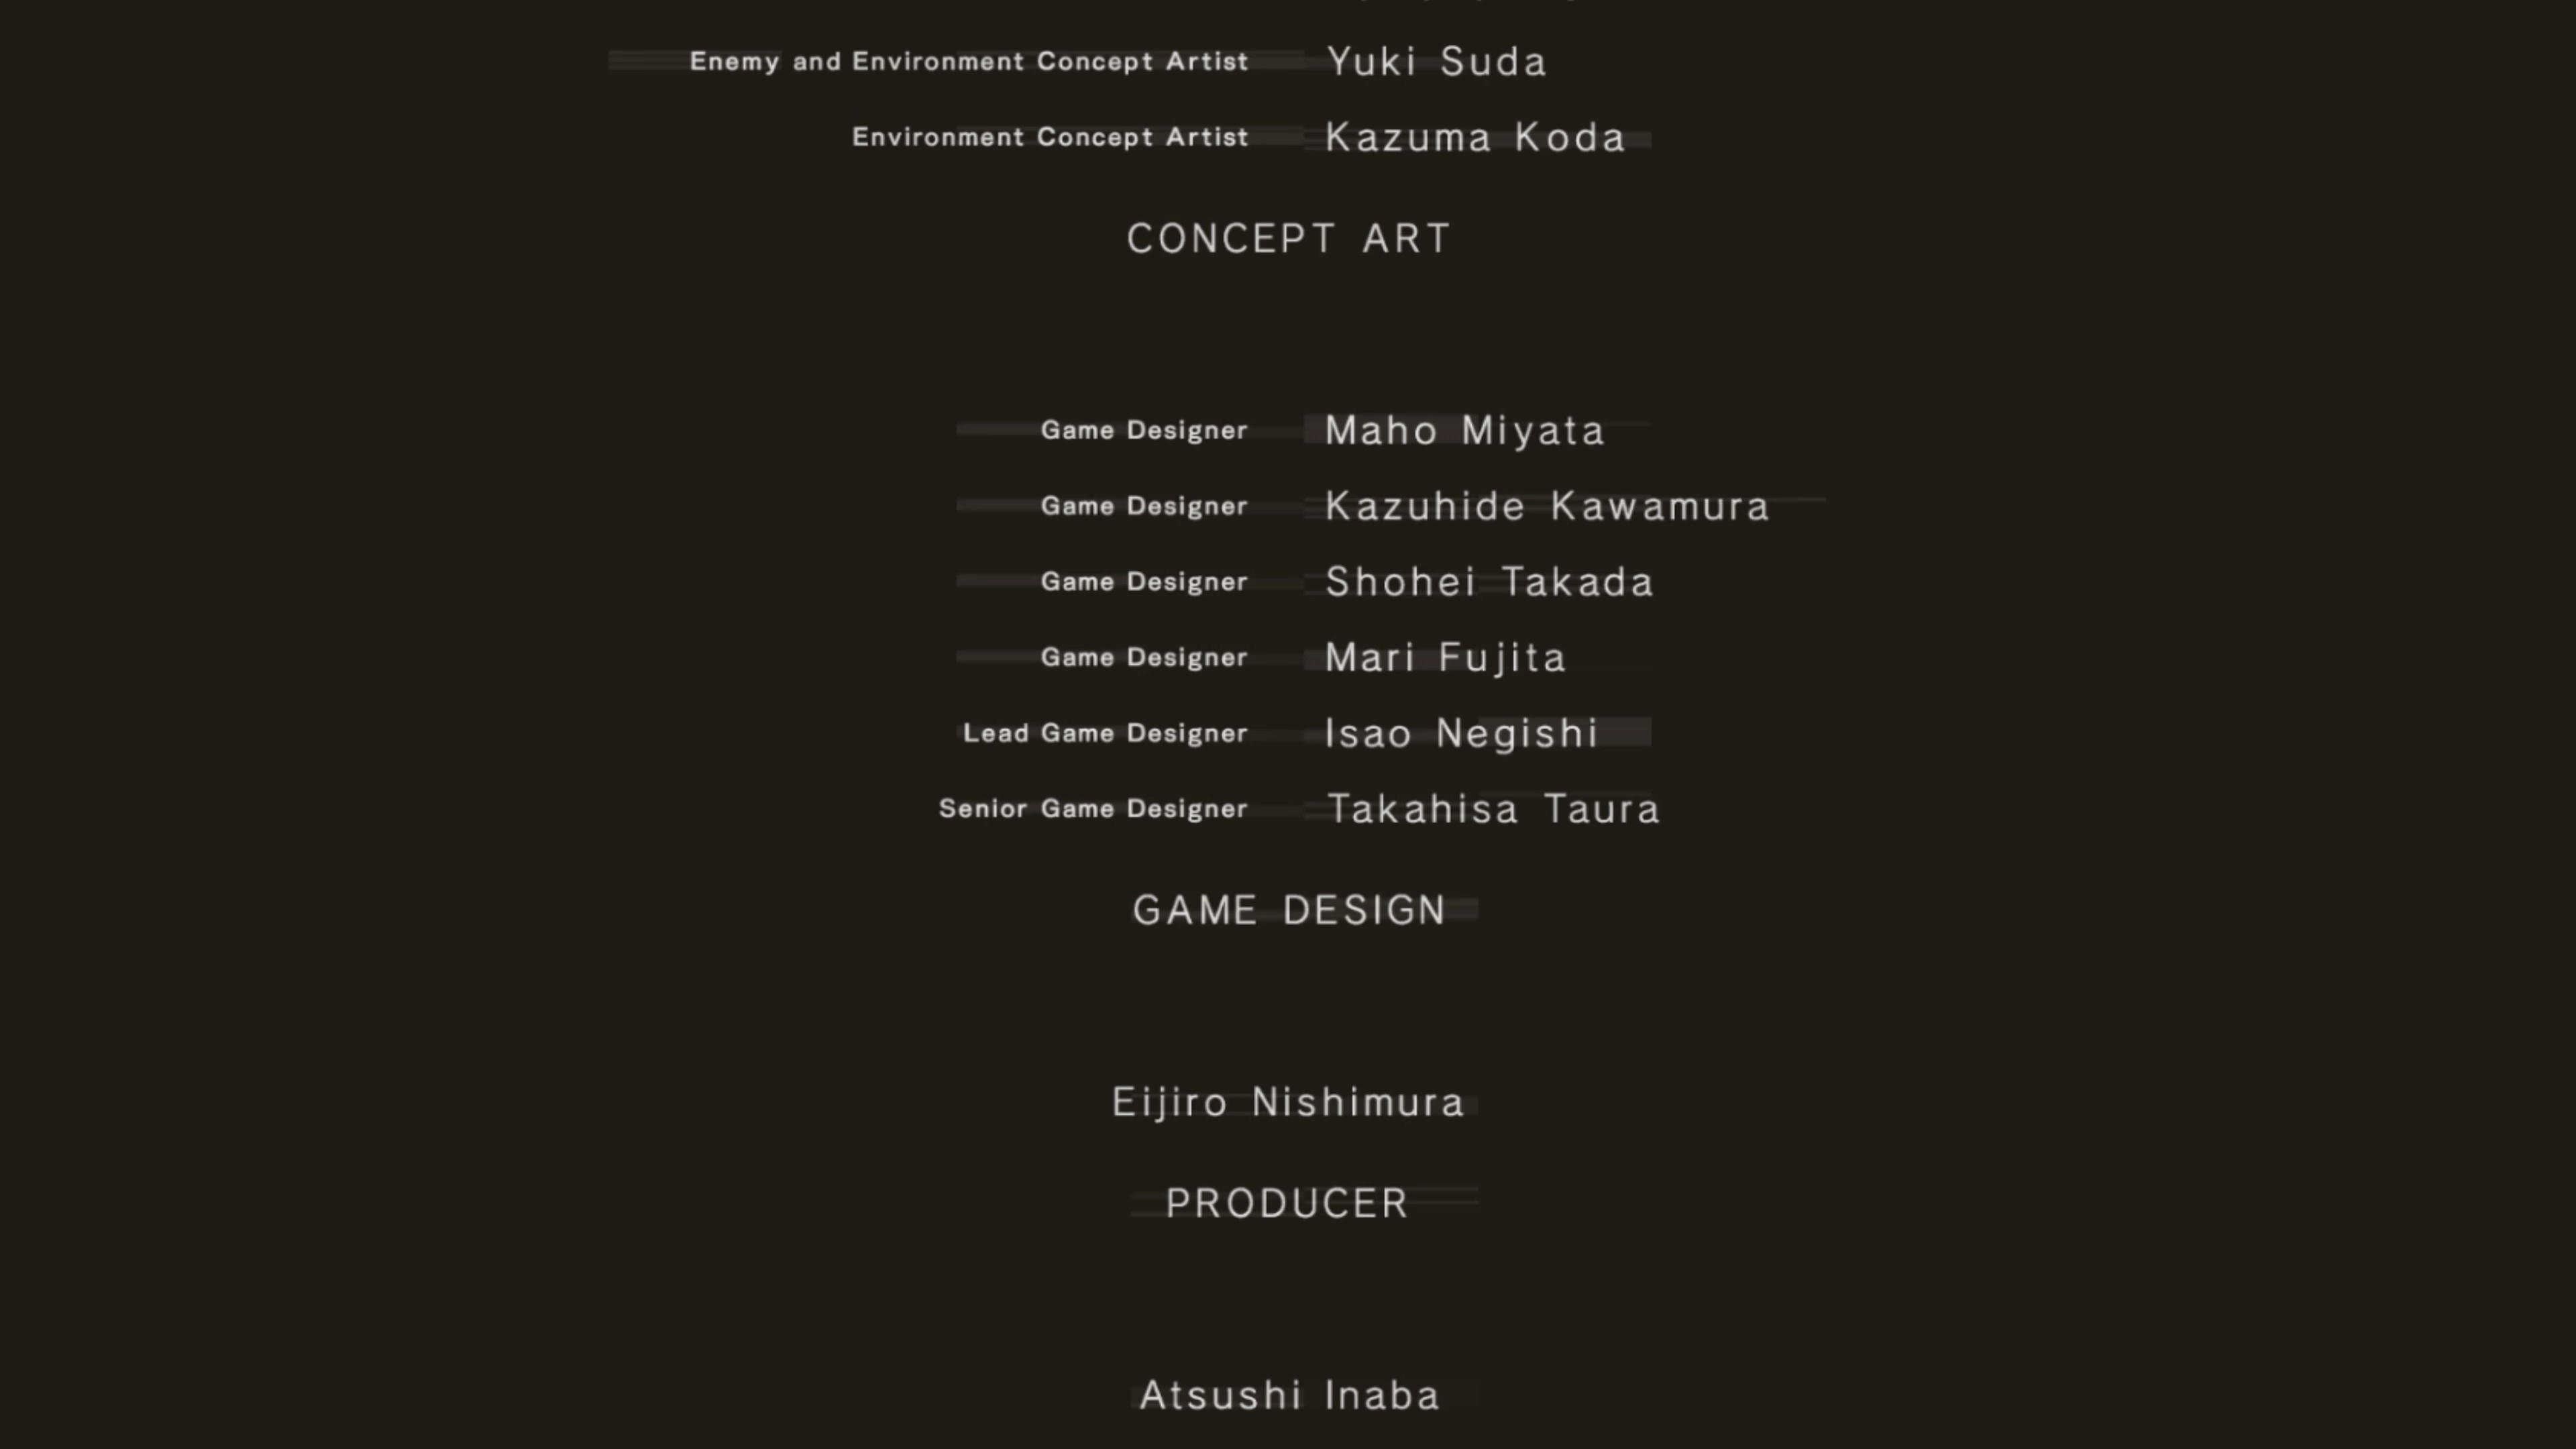 Enemy and Environment Concept Artist Yuki Suda
Environment Concept Artist Kazuma Koda
CONCEPT ART
Game Designer Maho Miyata
Game Designer Kazuhide Kawamura
Game Designer Shohei Takada
Game Designer Mari Fujita
Lead Game Designer Isao Negishi
Senior Game Designer Takahisa Taura
GAME DESIGN
Eijiro Nishimura
PRODUCER
Atsushi Inaba